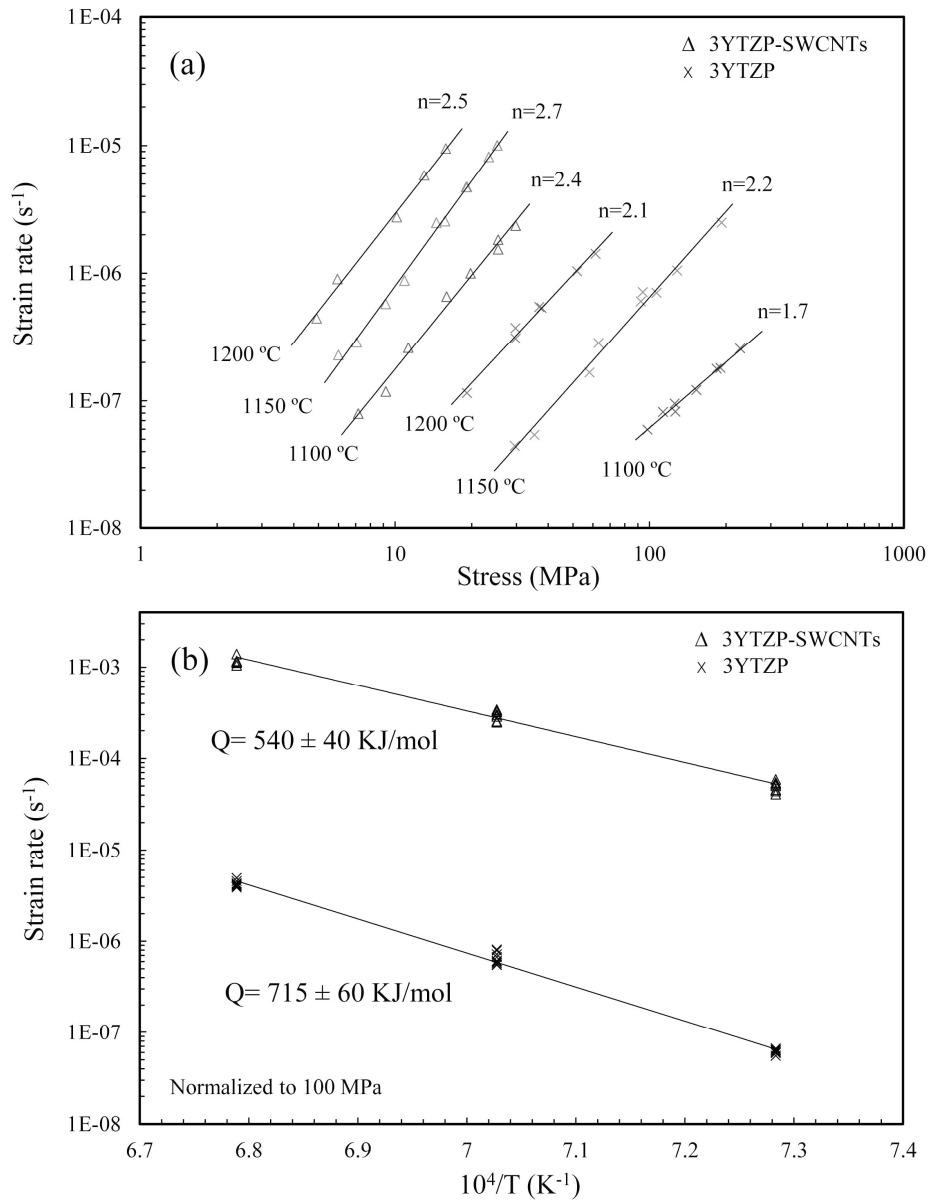 1E-04
(a)
Δ 3YTZP-SWCNTs
× 3YTZP
n=2.5
n=2.7
1E-05
n=2.4
n=2.2
n=2.1
Strain rate (s⁻¹)
1E-06
n=1.7
1200 ºC
1150 ºC
1E-07
1200 ºC
1100 ºC
1150 ºC
1100 ºC
1E-08
1 10 100 1000
Stress (MPa)
(b)
Δ 3YTZP-SWCNTs
× 3YTZP
1E-03
Q= 540 ± 40 KJ/mol
1E-04
1E-05
Strain rate (s⁻¹)
1E-06
Q= 715 ± 60 KJ/mol
1E-07
Normalized to 100 MPa
1E-08
6.7 6.8 6.9 7 7.1 7.2 7.3 7.4
10⁴/T (K⁻¹)